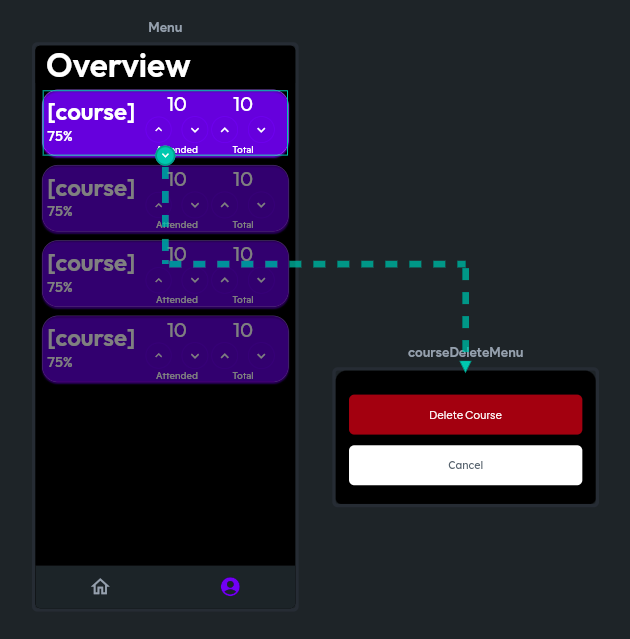 Menu
Overview
[course] 10 10
75%
Attended Total
[course] 10 10
75%
Attended Total
[course] 10 10
75%
Attended Total
[course] 10 10
75%
Attended Total
courseDeleteMenu
Delete Course
Cancel